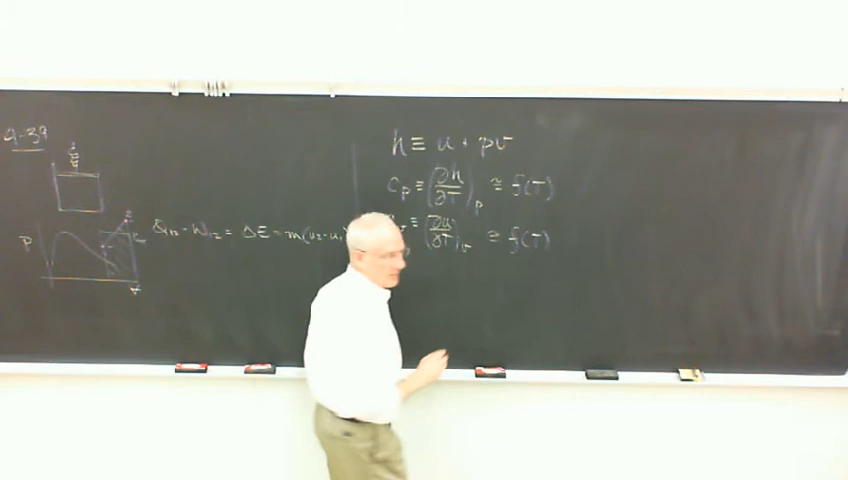 4-39
P
v
Q₁₂ - W₁₂ = ΔE = m(u₂-u₁
h ≡ u + pv
Cp ≡ (∂h/∂T)p ≅ f(T)
≡ (∂u/∂T)v ≅ f(T)